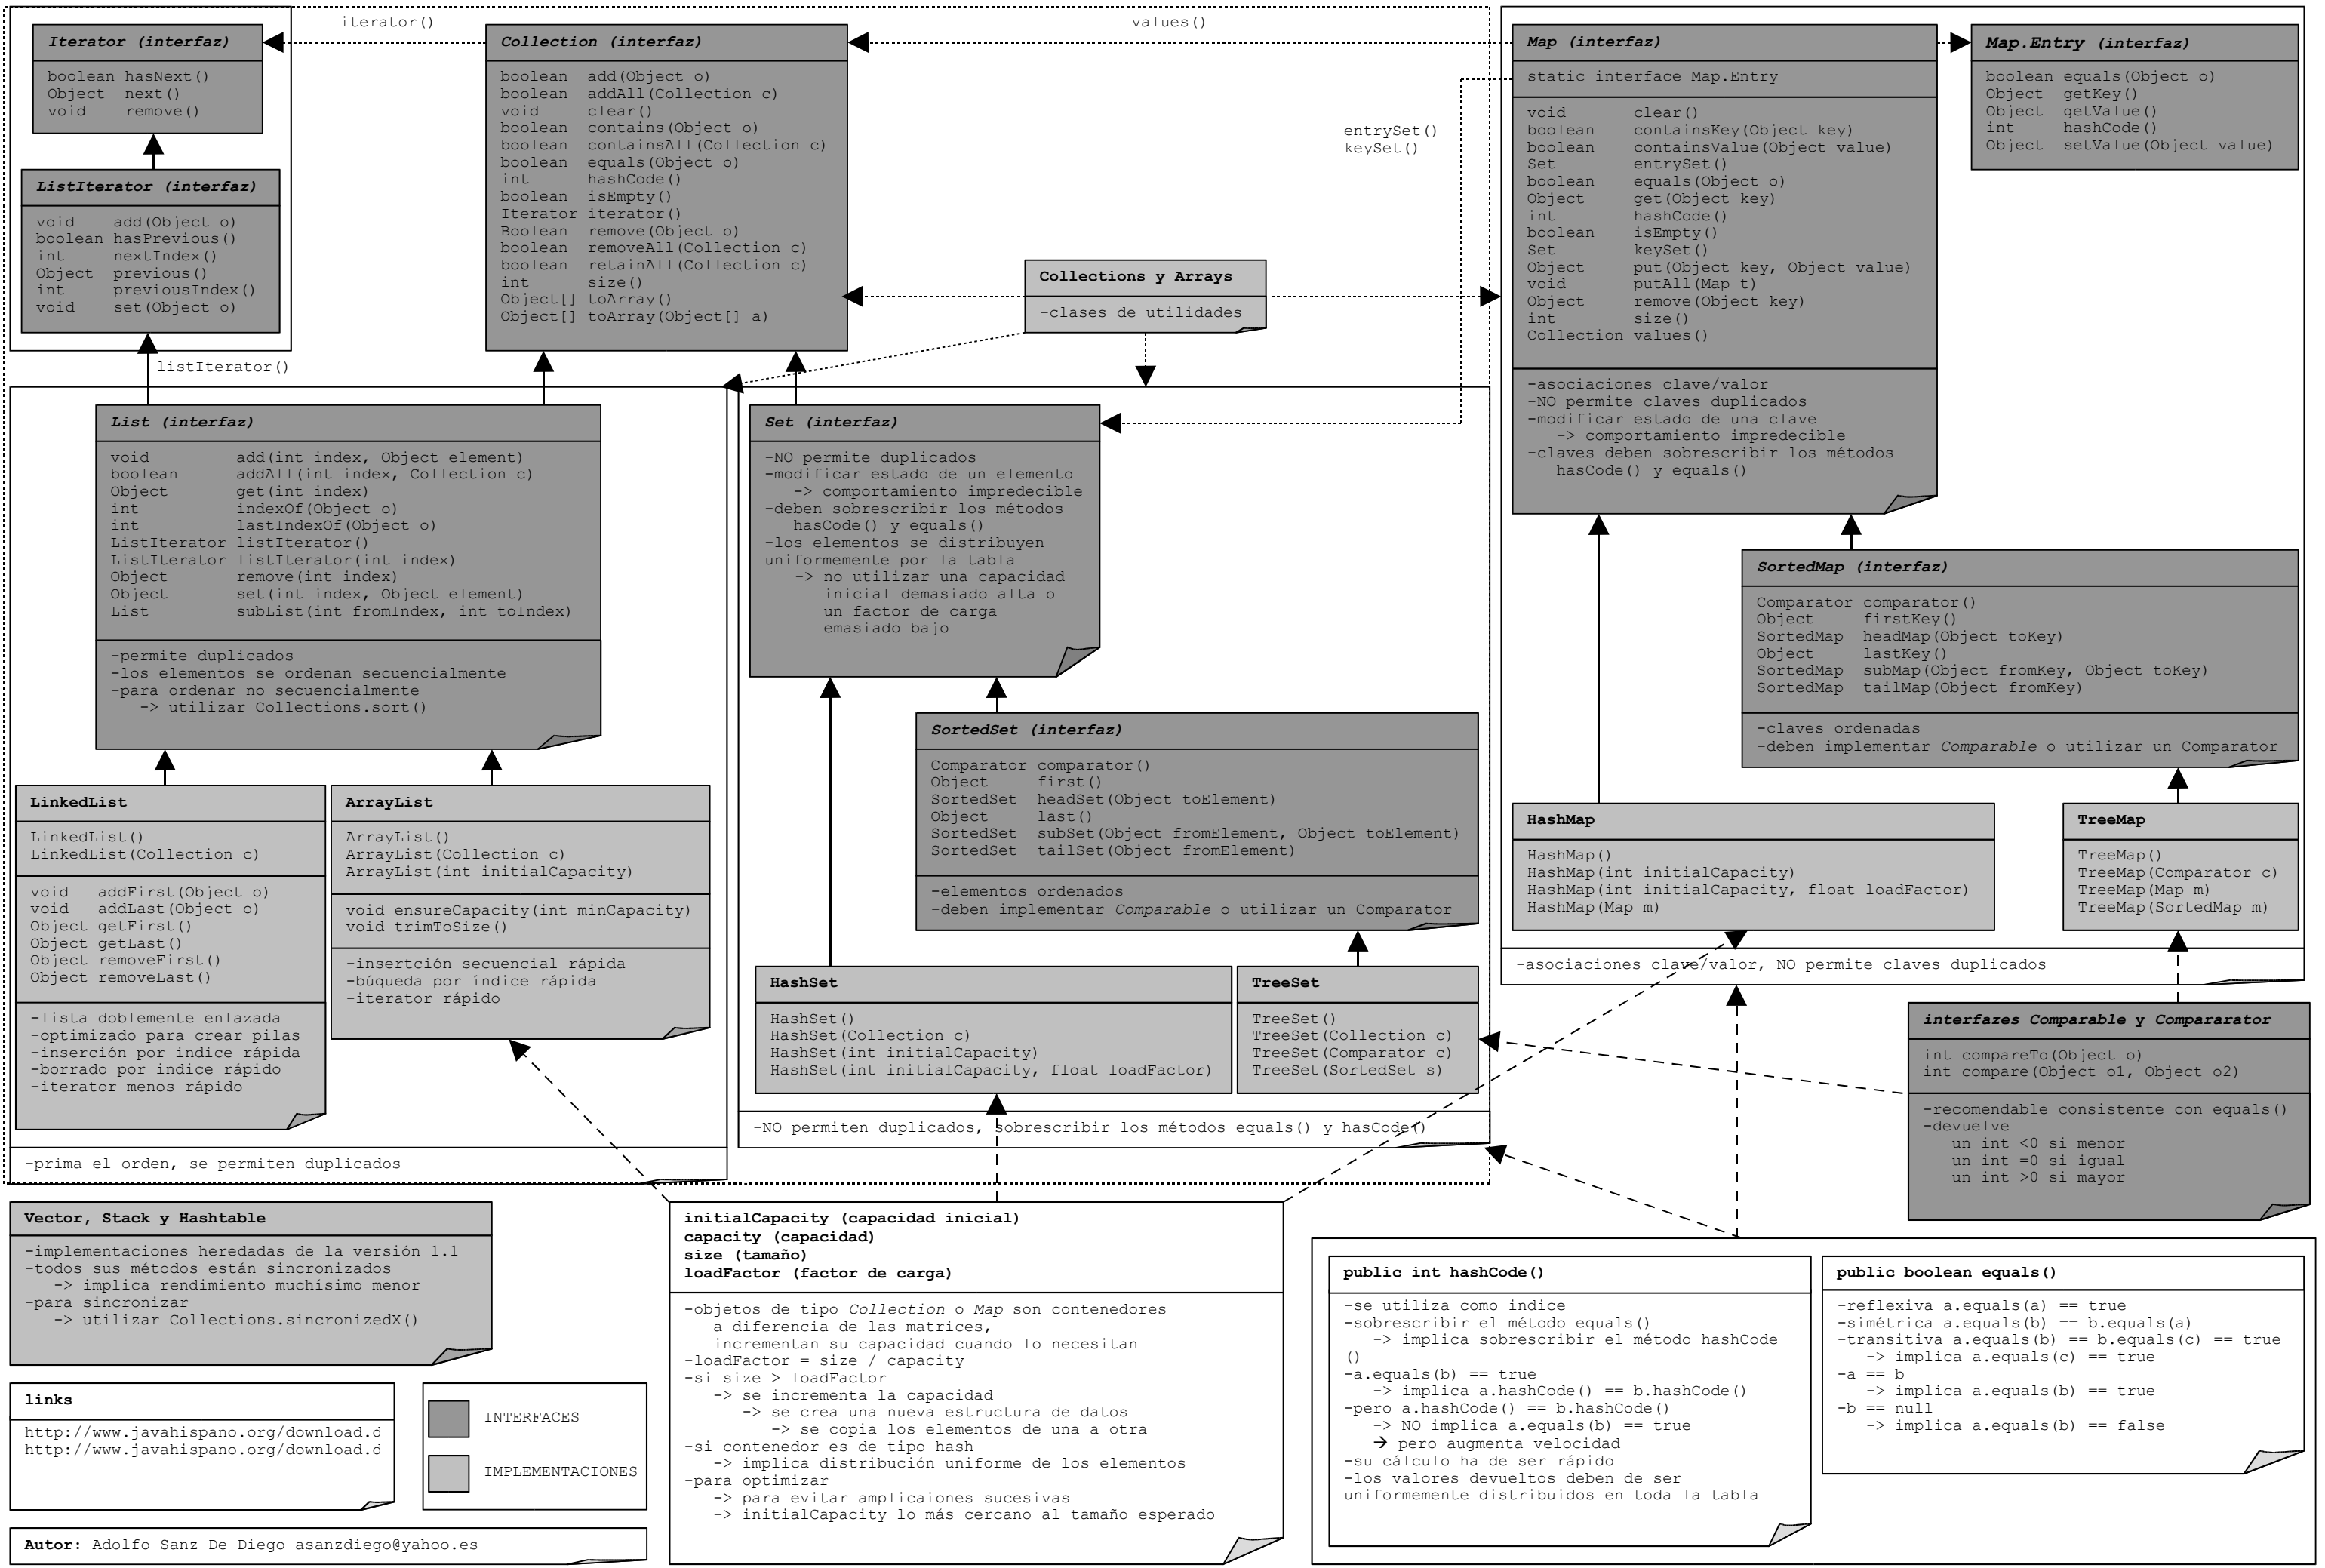 iterator()
values()
Iterator (interfaz)
boolean hasNext()
Object next()
void remove()
ListIterator (interfaz)
void add(Object o)
boolean hasPrevious()
int nextIndex()
Object previous()
int previousIndex()
void set(Object o)
listIterator()
Collection (interfaz)
boolean add(Object o)
boolean addAll(Collection c)
void clear()
boolean contains(Object o)
boolean containsAll(Collection c)
boolean equals(Object o)
int hashCode()
boolean isEmpty()
Iterator iterator()
Boolean remove(Object o)
boolean removeAll(Collection c)
boolean retainAll(Collection c)
int size()
Object[] toArray()
Object[] toArray(Object[] a)
Collections y Arrays
-clases de utilidades
entrySet()
keySet()
Map (interfaz)
static interface Map.Entry
void clear()
boolean containsKey(Object key)
boolean containsValue(Object value)
Set entrySet()
boolean equals(Object o)
Object get(Object key)
int hashCode()
boolean isEmpty()
Set keySet()
Object put(Object key, Object value)
void putAll(Map t)
Object remove(Object key)
int size()
Collection values()
-asociaciones clave/valor
-NO permite claves duplicados
-modificar estado de una clave
-> comportamiento impredecible
-claves deben sobrescribir los métodos
hasCode() y equals()
Map.Entry (interfaz)
boolean equals(Object o)
Object getKey()
Object getValue()
int hashCode()
Object setValue(Object value)
List (interfaz)
void add(int index, Object element)
boolean addAll(int index, Collection c)
Object get(int index)
int indexOf(Object o)
int lastIndexOf(Object o)
ListIterator listIterator()
ListIterator listIterator(int index)
Object remove(int index)
Object set(int index, Object element)
List subList(int fromIndex, int toIndex)
-permite duplicados
-los elementos se ordenan secuencialmente
-para ordenar no secuencialmente
-> utilizar Collections.sort()
Set (interfaz)
-NO permite duplicados
-modificar estado de un elemento
-> comportamiento impredecible
-deben sobrescribir los métodos
hasCode() y equals()
-los elementos se distribuyen
uniformemente por la tabla
-> no utilizar una capacidad
inicial demasiado alta o
un factor de carga
emasiado bajo
SortedMap (interfaz)
Comparator comparator()
Object firstKey()
SortedMap headMap(Object toKey)
Object lastKey()
SortedMap subMap(Object fromKey, Object toKey)
SortedMap tailMap(Object fromKey)
-claves ordenadas
-deben implementar Comparable o utilizar un Comparator
SortedSet (interfaz)
Comparator comparator()
Object first()
SortedSet headSet(Object toElement)
Object last()
SortedSet subSet(Object fromElement, Object toElement)
SortedSet tailSet(Object fromElement)
-elementos ordenados
-deben implementar Comparable o utilizar un Comparator
LinkedList
LinkedList()
LinkedList(Collection c)
void addFirst(Object o)
void addLast(Object o)
Object getFirst()
Object getLast()
Object removeFirst()
Object removeLast()
-lista doblemente enlazada
-optimizado para crear pilas
-inserción por indice rápida
-borrado por indice rápido
-iterator menos rápido
ArrayList
ArrayList()
ArrayList(Collection c)
ArrayList(int initialCapacity)
void ensureCapacity(int minCapacity)
void trimToSize()
-insertción secuencial rápida
-búqueda por indice rápida
-iterator rápido
-prima el orden, se permiten duplicados
HashSet
HashSet()
HashSet(Collection c)
HashSet(int initialCapacity)
HashSet(int initialCapacity, float loadFactor)
TreeSet
TreeSet()
TreeSet(Collection c)
TreeSet(Comparator c)
TreeSet(SortedSet s)
-NO permiten duplicados, sobrescribir los métodos equals() y hasCode()
HashMap
HashMap()
HashMap(int initialCapacity)
HashMap(int initialCapacity, float loadFactor)
HashMap(Map m)
TreeMap
TreeMap()
TreeMap(Comparator c)
TreeMap(Map m)
TreeMap(SortedMap m)
-asociaciones clave/valor, NO permite claves duplicados
interfazes Comparable y Compararator
int compareTo(Object o)
int compare(Object o1, Object o2)
-recomendable consistente con equals()
-devuelve
un int <0 si menor
un int =0 si igual
un int >0 si mayor
Vector, Stack y Hashtable
-implementaciones heredadas de la versión 1.1
-todos sus métodos están sincronizados
-> implica rendimiento muchísimo menor
-para sincronizar
-> utilizar Collections.sincronizedX()
links
http://www.javahispano.org/download.d
http://www.javahispano.org/download.d
INTERFACES
IMPLEMENTACIONES
Autor: Adolfo Sanz De Diego asanzdiego@yahoo.es
initialCapacity (capacidad inicial)
capacity (capacidad)
size (tamaño)
loadFactor (factor de carga)
-objetos de tipo Collection o Map son contenedores
a diferencia de las matrices,
incrementan su capacidad cuando lo necesitan
-loadFactor = size / capacity
-si size > loadFactor
-> se incrementa la capacidad
-> se crea una nueva estructura de datos
-> se copia los elementos de una a otra
-si contenedor es de tipo hash
-> implica distribución uniforme de los elementos
-para optimizar
-> para evitar amplicaiones sucesivas
-> initialCapacity lo más cercano al tamaño esperado
public int hashCode()
-se utiliza como indice
-sobrescribir el método equals()
-> implica sobrescribir el método hashCode
()
-a.equals(b) == true
-> implica a.hashCode() == b.hashCode()
-pero a.hashCode() == b.hashCode()
-> NO implica a.equals(b) == true
→ pero augmenta velocidad
-su cálculo ha de ser rápido
-los valores devueltos deben de ser
uniformemente distribuidos en toda la tabla
public boolean equals()
-reflexiva a.equals(a) == true
-simétrica a.equals(b) == b.equals(a)
-transitiva a.equals(b) == b.equals(c) == true
-> implica a.equals(c) == true
-a == b
-> implica a.equals(b) == true
-b == null
-> implica a.equals(b) == false